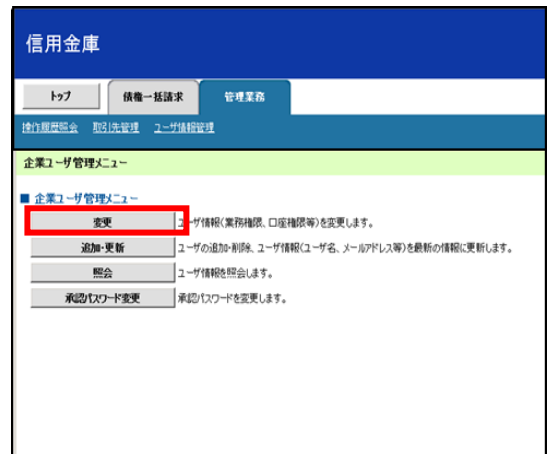 信用金庫
トップ 債権一括請求 管理業務
操作履歴照会 取引先管理 ユーザ情報管理
企業ユーザ管理メニュー
■ 企業ユーザ管理メニュー
変更 ユーザ情報(業務権限、口座権限等)を変更します。
追加・更新 ユーザの追加・削除、ユーザ情報(ユーザ名、メールアドレス等)を最新の情報に更新します。
照会 ユーザ情報を照会します。
承認パスワード変更 承認パスワードを変更します。